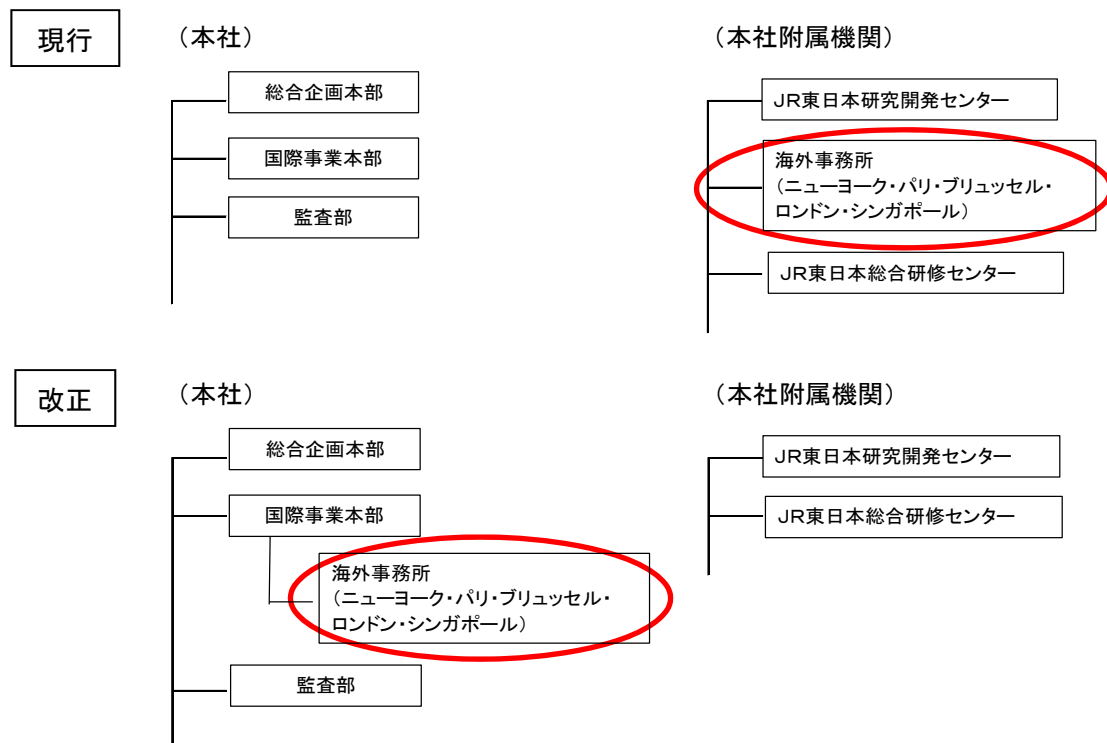 現行
（本社）
総合企画本部
国際事業本部
監査部
（本社附属機関）
ＪＲ東日本研究開発センター
海外事務所
（ニューヨーク・パリ・ブリュッセル・
ロンドン・シンガポール）
ＪＲ東日本総合研修センター
改正
（本社）
総合企画本部
国際事業本部
海外事務所
（ニューヨーク・パリ・ブリュッセル・
ロンドン・シンガポール）
監査部
（本社附属機関）
ＪＲ東日本研究開発センター
ＪＲ東日本総合研修センター